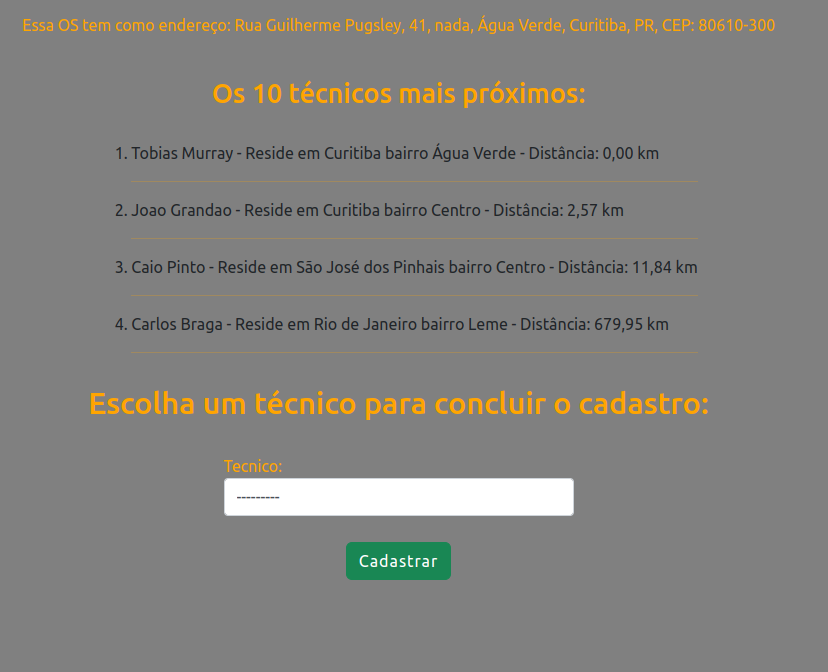 Essa OS tem como endereço: Rua Guilherme Pugsley, 41, nada, Água Verde, Curitiba, PR, CEP: 80610-300
Os 10 técnicos mais próximos:
1. Tobias Murray - Reside em Curitiba bairro Água Verde - Distância: 0,00 km
2. Joao Grandao - Reside em Curitiba bairro Centro - Distância: 2,57 km
3. Caio Pinto - Reside em São José dos Pinhais bairro Centro - Distância: 11,84 km
4. Carlos Braga - Reside em Rio de Janeiro bairro Leme - Distância: 679,95 km
Escolha um técnico para concluir o cadastro:
Tecnico:
---------
Cadastrar